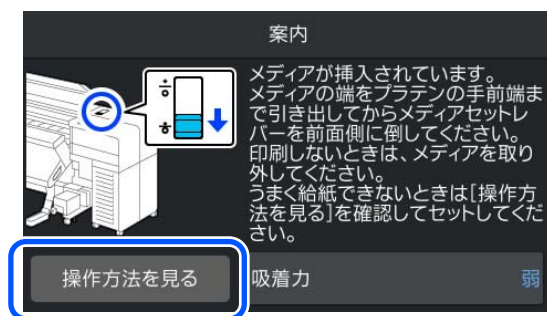 案内
メディアが挿入されています。
メディアの端をプラテンの手前端ま
で引き出してからメディアセットレ
バーを前面側に倒してください。
印刷しないときは、メディアを取り
外してください。
うまく給紙できないときは[操作方
法を見る]を確認してセットしてくだ
さい。
操作方法を見る
吸着力
弱